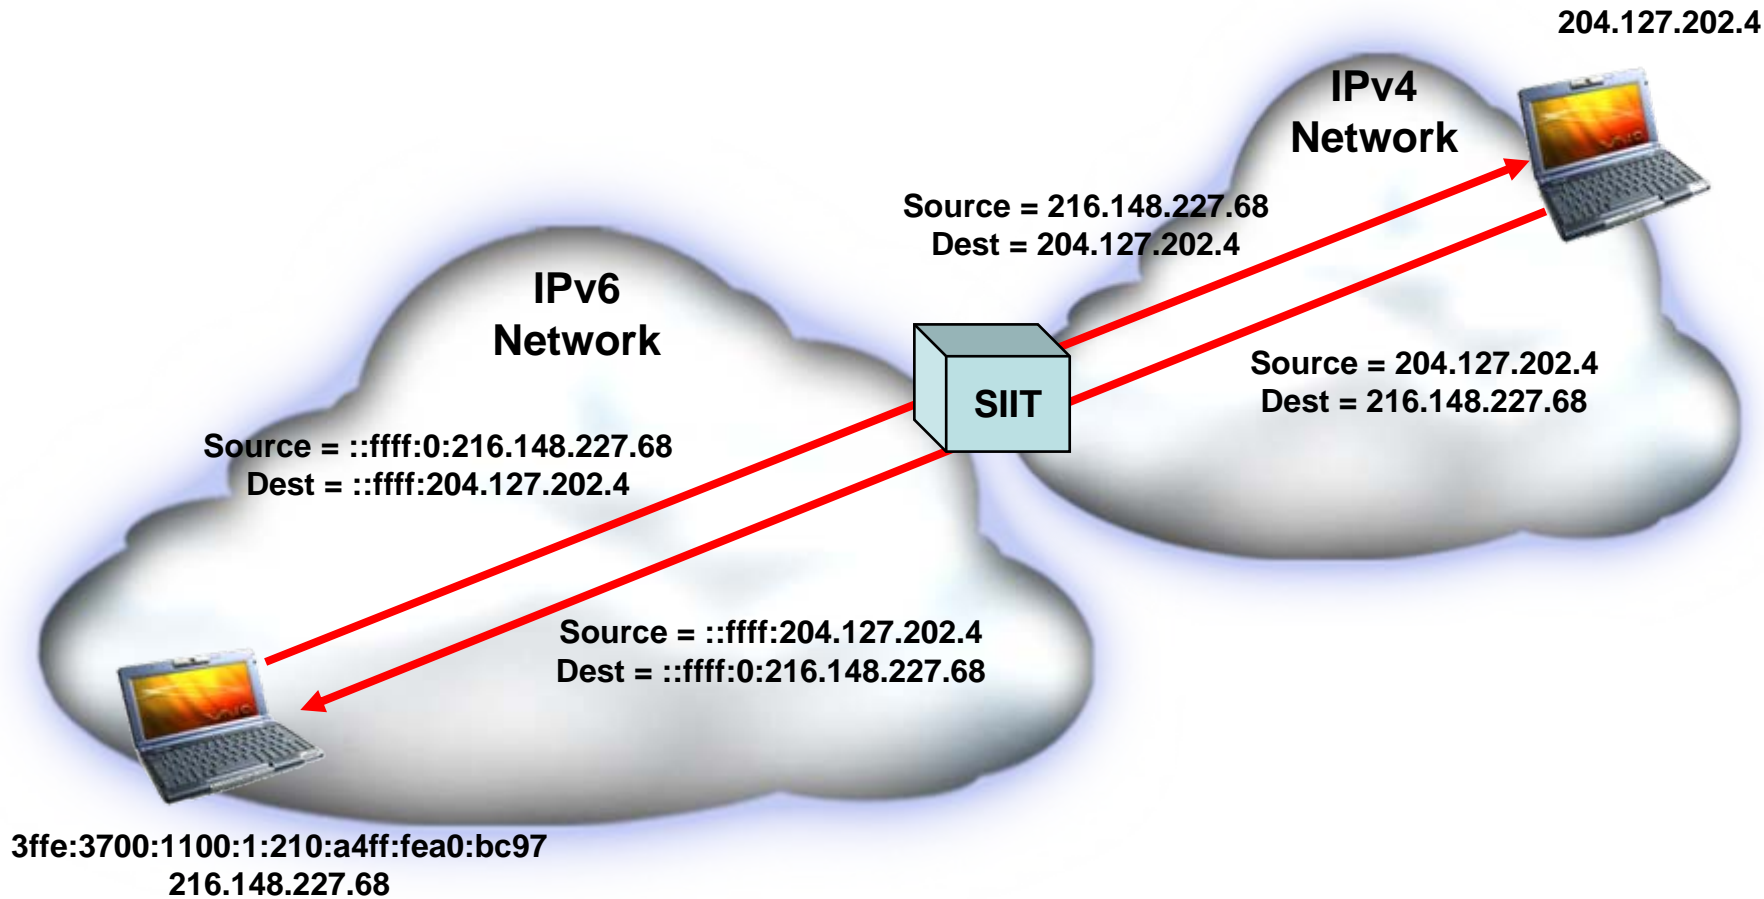 204.127.202.4
IPv4
Network
Source = 216.148.227.68
Dest = 204.127.202.4
IPv6
Network
SIIT
Source = 204.127.202.4
Dest = 216.148.227.68
Source = ::ffff:0:216.148.227.68
Dest = ::ffff:204.127.202.4
Source = ::ffff:204.127.202.4
Dest = ::ffff:0:216.148.227.68
3ffe:3700:1100:1:210:a4ff:fea0:bc97
216.148.227.68